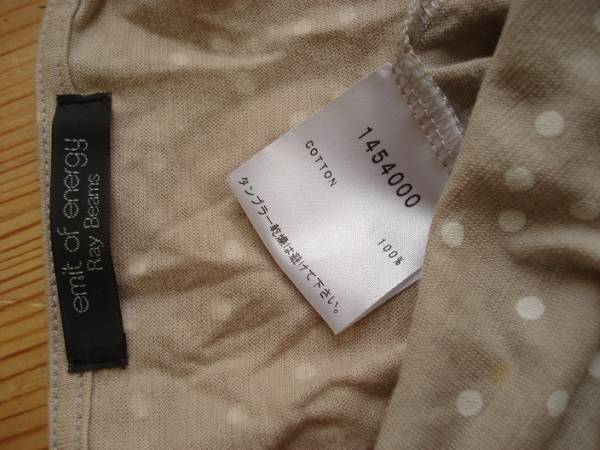 emit of energy
Ray Beams
1454000
COTTON 100%
タンブラー乾燥は避けて下さい。